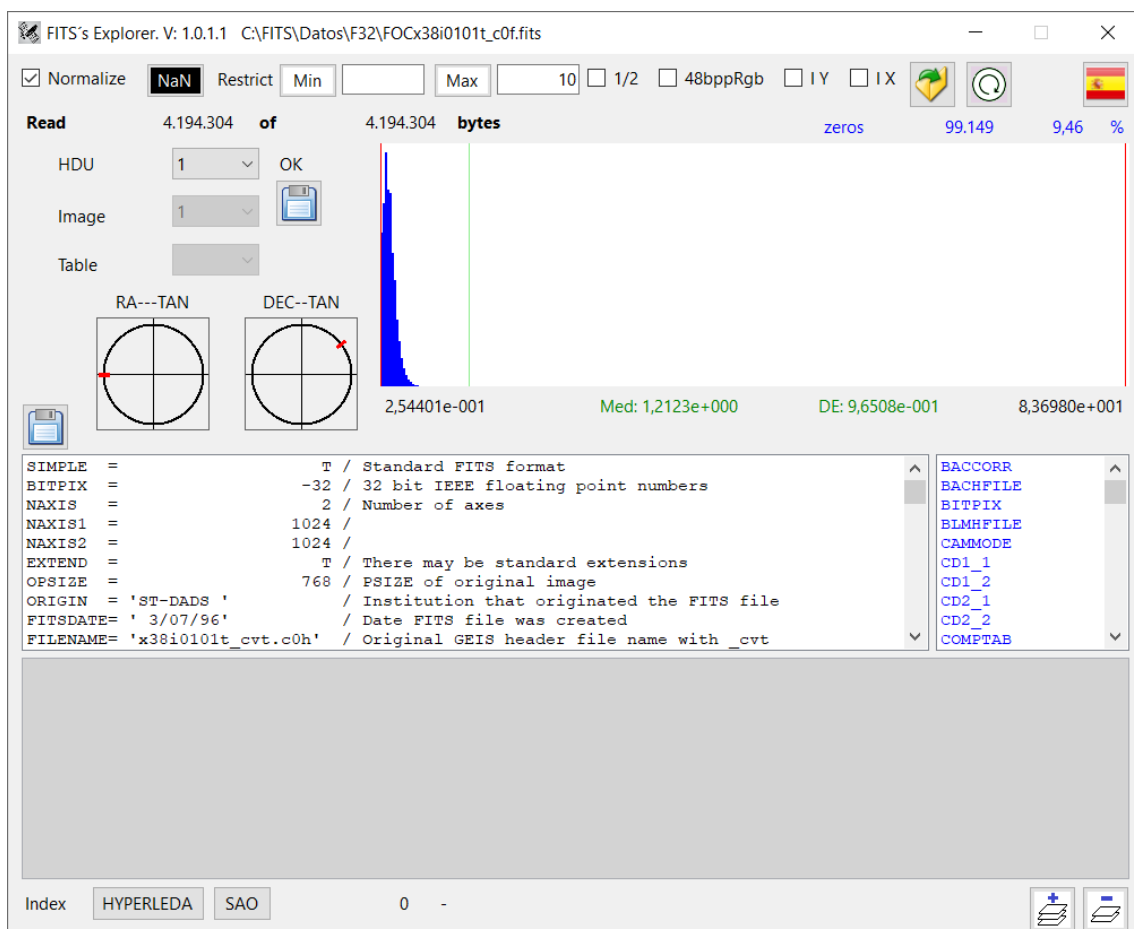 FITS´s Explorer. V: 1.0.1.1 C:\FITS\Datos\F32\FOCx38i0101t_c0f.fits
Normalize NaN Restrict Min Max 10 1/2 48bppRgb I Y I X
Read 4.194.304 of 4.194.304 bytes zeros 99.149 9,46 %
HDU 1 OK
Image 1
Table
RA---TAN DEC--TAN
2,54401e-001 Med: 1,2123e+000 DE: 9,6508e-001 8,36980e+001
SIMPLE = T / Standard FITS format
BITPIX = -32 / 32 bit IEEE floating point numbers
NAXIS = 2 / Number of axes
NAXIS1 = 1024 /
NAXIS2 = 1024 /
EXTEND = T / There may be standard extensions
OPSIZE = 768 / PSIZE of original image
ORIGIN = 'ST-DADS ' / Institution that originated the FITS file
FITSDATE= ' 3/07/96' / Date FITS file was created
FILENAME= 'x38i0101t_cvt.c0h' / Original GEIS header file name with _cvt
BACCORR
BACHFILE
BITPIX
BLMHFILE
CAMMODE
CD1_1
CD1_2
CD2_1
CD2_2
COMPTAB
Index HYPERLEDA SAO 0 -